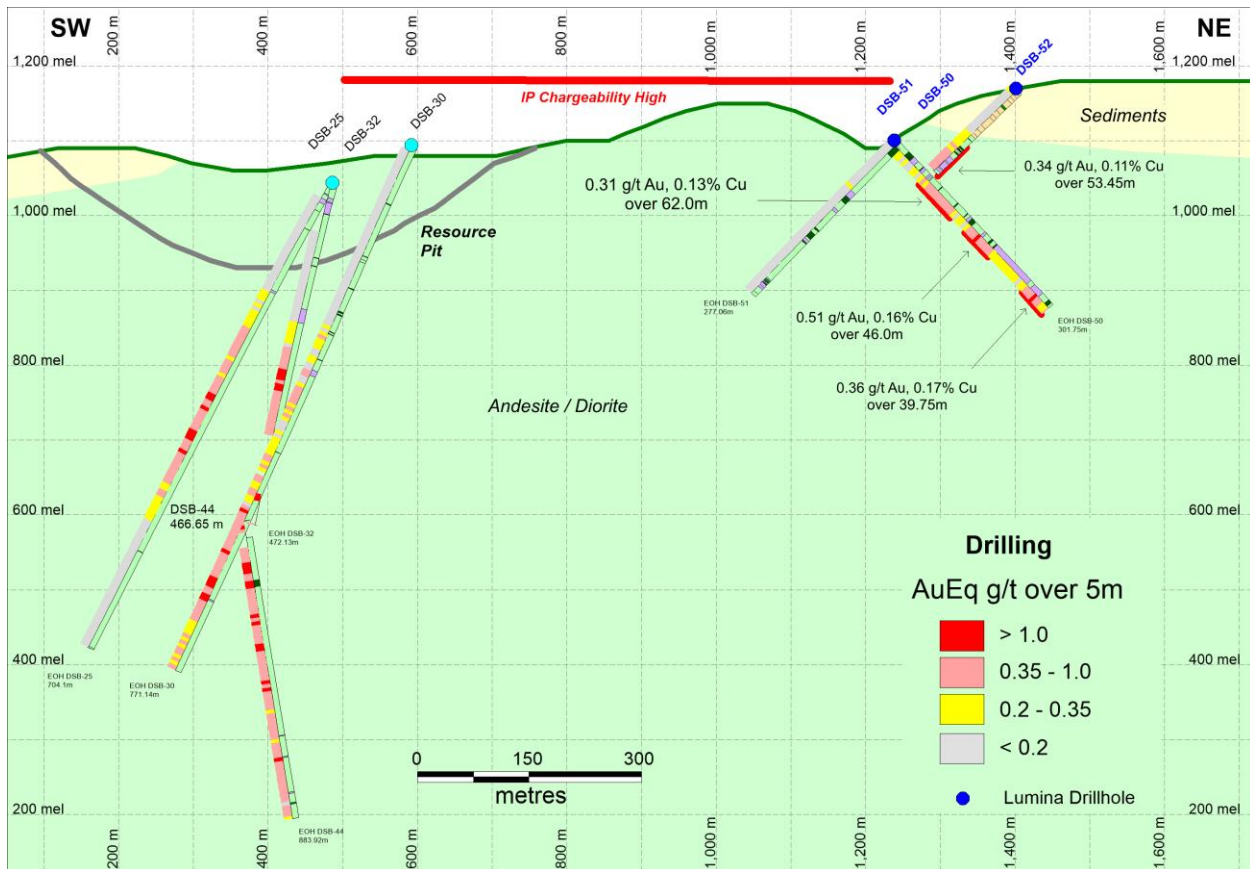 SW
NE
200 m
400 m
600 m
800 m
1,000 m
1,200 m
1,400 m
1,600 m
1,200 mel
1,200 mel
IP Chargeability High
DSB-25
DSB-32
DSB-30
DSB-51
DSB-50
DSB-52
Sediments
0.34 g/t Au, 0.11% Cu
over 53.45m
0.31 g/t Au, 0.13% Cu
over 62.0m
1,000 mel
1,000 mel
Resource
Pit
EOH DSB-51
277.06m
EOH DSB-50
301.75m
0.51 g/t Au, 0.16% Cu
over 46.0m
800 mel
800 mel
0.36 g/t Au, 0.17% Cu
over 39.75m
Andesite / Diorite
DSB-44
466.65 m
600 mel
600 mel
EOH DSB-32
472.13m
Drilling
AuEq g/t over 5m
> 1.0
0.35 - 1.0
0.2 - 0.35
< 0.2
Lumina Drillhole
400 mel
400 mel
EOH DSB-25
704.1m
EOH DSB-30
771.14m
0
150
300
metres
200 mel
200 mel
EOH DSB-44
883.92m
200 m
400 m
600 m
800 m
1,000 m
1,200 m
1,400 m
1,600 m